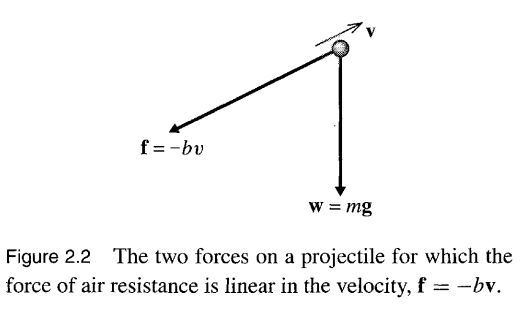 v
f = −bv
w = mg
Figure 2.2 The two forces on a projectile for which the
force of air resistance is linear in the velocity, f = −bv.